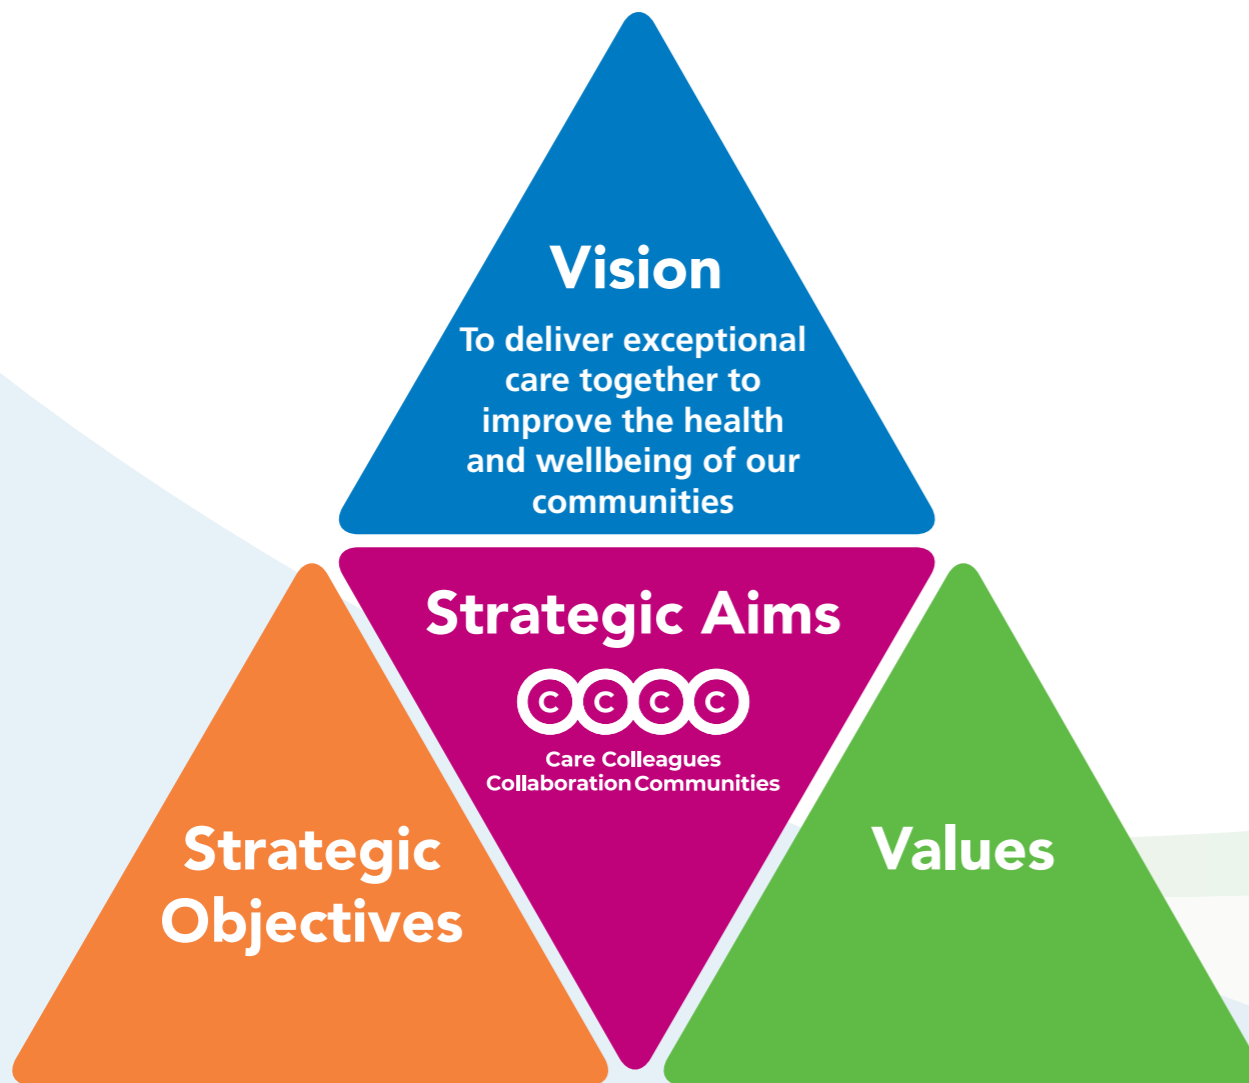 Vision
To deliver exceptional
care together to
improve the health
and wellbeing of our
communities
Strategic Aims
C C C C
Care Colleagues
Collaboration Communities
Strategic
Objectives
Values